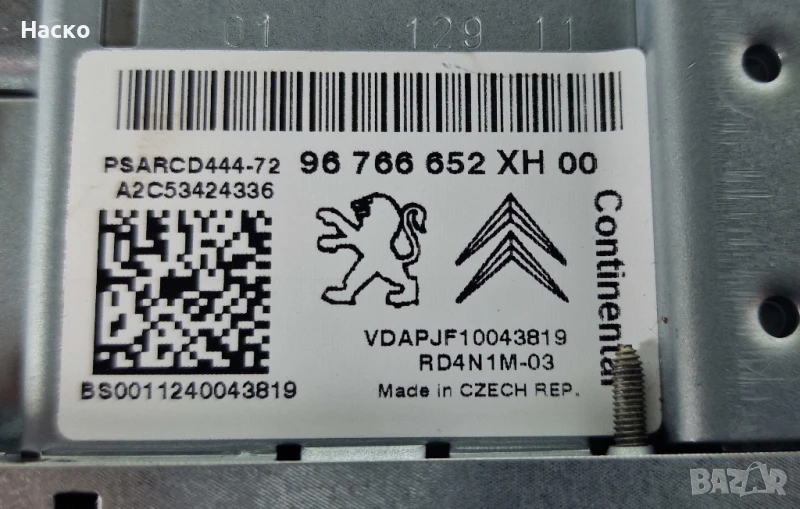 Наско
01 129 11
PSARCD444-72 96 766 652 XH 00
A2C53424336
Continental
VDAPJF10043819
RD4N1M-03
BS0011240043819
Made in CZECH REP.
BAZAR